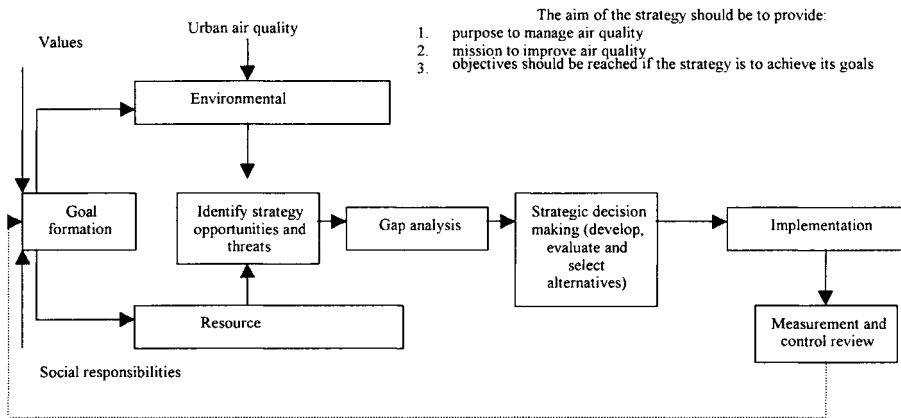 The aim of the strategy should be to provide:
1. purpose to manage air quality
2. mission to improve air quality
3. objectives should be reached if the strategy is to achieve its goals
Urban air quality
Values
Environmental
Goal
formation
Identify strategy
opportunities and
threats
Gap analysis
Strategic decision
making (develop,
evaluate and
select
alternatives)
Implementation
Resource
Measurement and
control review
Social responsibilities